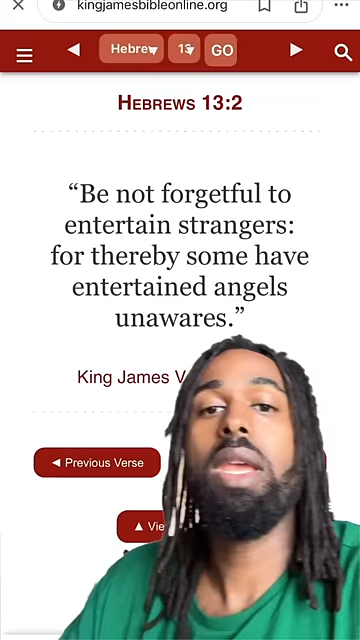 kingjamesbibleonline.org
Hebrew 13 GO
HEBREWS 13:2
“Be not forgetful to
entertain strangers:
for thereby some have
entertained angels
unawares.”
King James V
◄ Previous Verse
▲ Vie